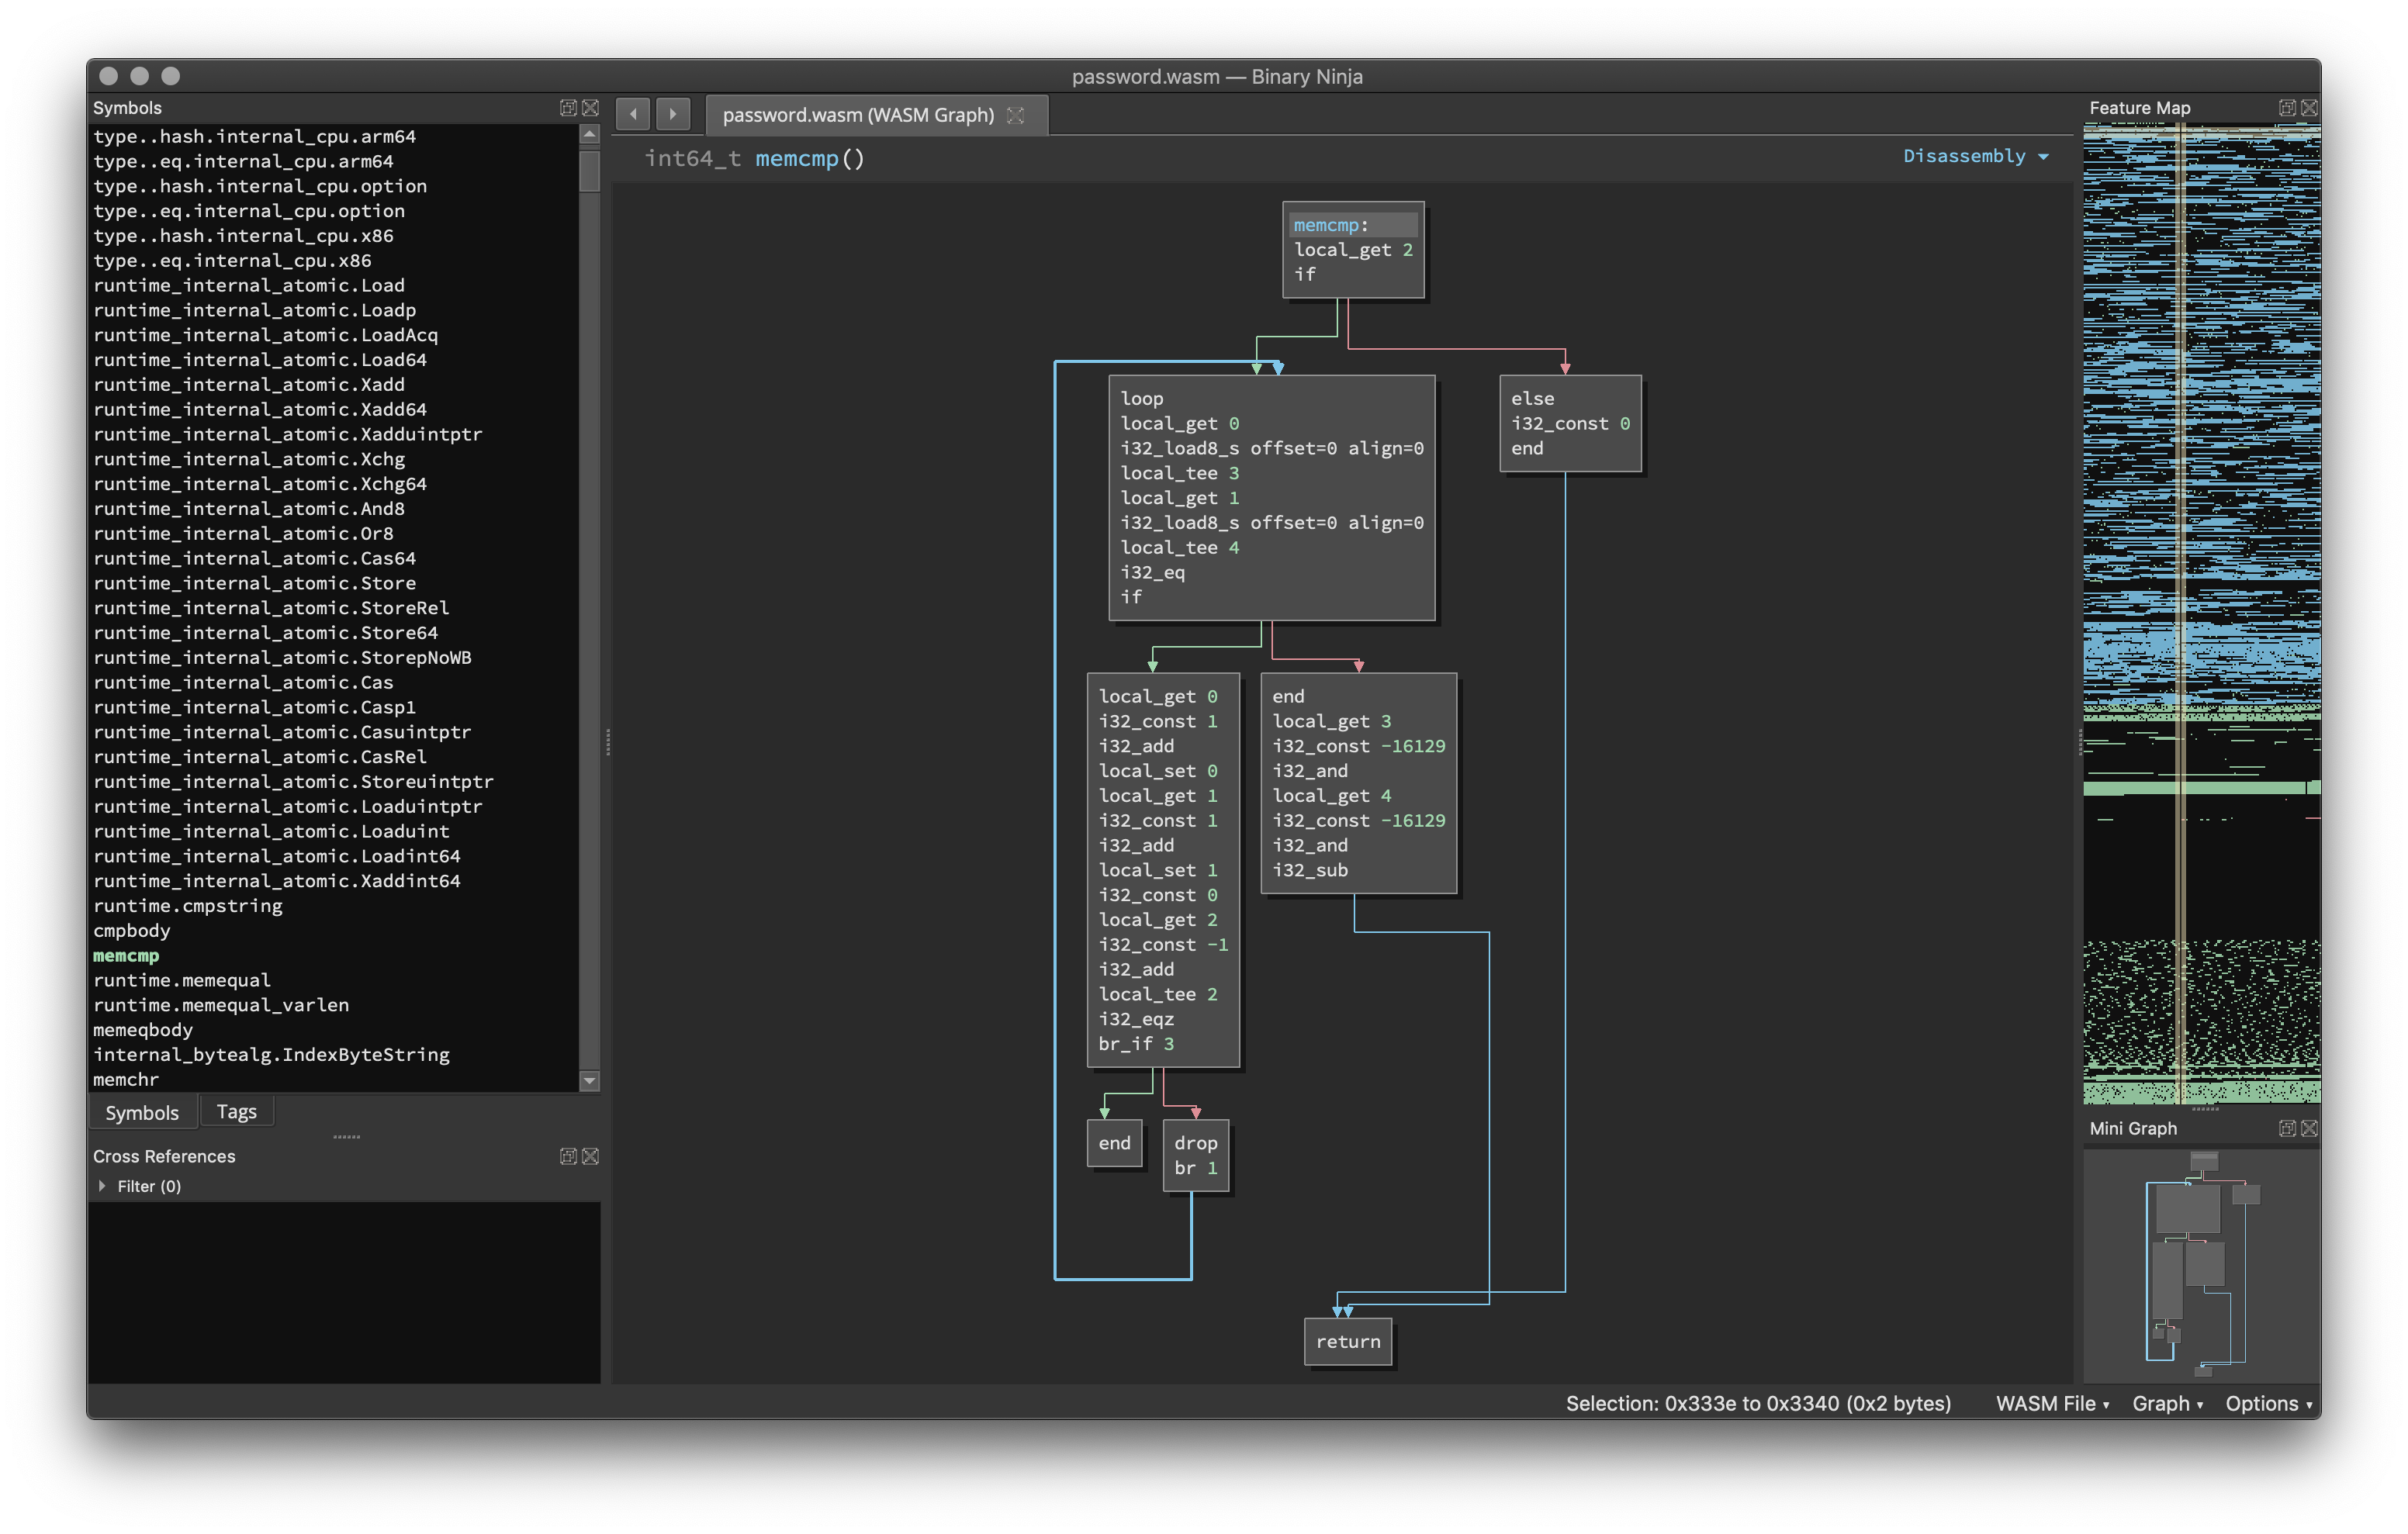 password.wasm — Binary Ninja
Symbols
type..hash.internal_cpu.arm64
type..eq.internal_cpu.arm64
type..hash.internal_cpu.option
type..eq.internal_cpu.option
type..hash.internal_cpu.x86
type..eq.internal_cpu.x86
runtime_internal_atomic.Load
runtime_internal_atomic.Loadp
runtime_internal_atomic.LoadAcq
runtime_internal_atomic.Load64
runtime_internal_atomic.Xadd
runtime_internal_atomic.Xadd64
runtime_internal_atomic.Xadduintptr
runtime_internal_atomic.Xchg
runtime_internal_atomic.Xchg64
runtime_internal_atomic.And8
runtime_internal_atomic.Or8
runtime_internal_atomic.Cas64
runtime_internal_atomic.Store
runtime_internal_atomic.StoreRel
runtime_internal_atomic.Store64
runtime_internal_atomic.StorepNoWB
runtime_internal_atomic.Cas
runtime_internal_atomic.Casp1
runtime_internal_atomic.Casuintptr
runtime_internal_atomic.CasRel
runtime_internal_atomic.Storeuintptr
runtime_internal_atomic.Loaduintptr
runtime_internal_atomic.Loaduint
runtime_internal_atomic.Loadint64
runtime_internal_atomic.Xaddint64
runtime.cmpstring
cmpbody
memcmp
runtime.memequal
runtime.memequal_varlen
memeqbody
internal_bytealg.IndexByteString
memchr
Symbols
Tags
Cross References
Filter (0)
password.wasm (WASM Graph)
int64_t memcmp()
Disassembly
memcmp:
local_get 2
if
loop
local_get 0
i32_load8_s offset=0 align=0
local_tee 3
local_get 1
i32_load8_s offset=0 align=0
local_tee 4
i32_eq
if
else
i32_const 0
end
local_get 0
i32_const 1
i32_add
local_set 0
local_get 1
i32_const 1
i32_add
local_set 1
i32_const 0
local_get 2
i32_const -1
i32_add
local_tee 2
i32_eqz
br_if 3
end
local_get 3
i32_const -16129
i32_and
local_get 4
i32_const -16129
i32_and
i32_sub
end
drop
br 1
return
Feature Map
Mini Graph
Selection: 0x333e to 0x3340 (0x2 bytes)
WASM File
Graph
Options